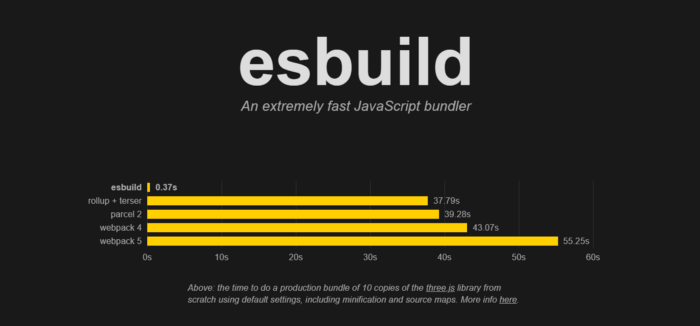 esbuild
An extremely fast JavaScript bundler
esbuild 0.37s
rollup + terser 37.79s
parcel 2 39.28s
webpack 4 43.07s
webpack 5 55.25s
0s 10s 20s 30s 40s 50s 60s
Above: the time to do a production bundle of 10 copies of the three.js library from
scratch using default settings, including minification and source maps. More info here.